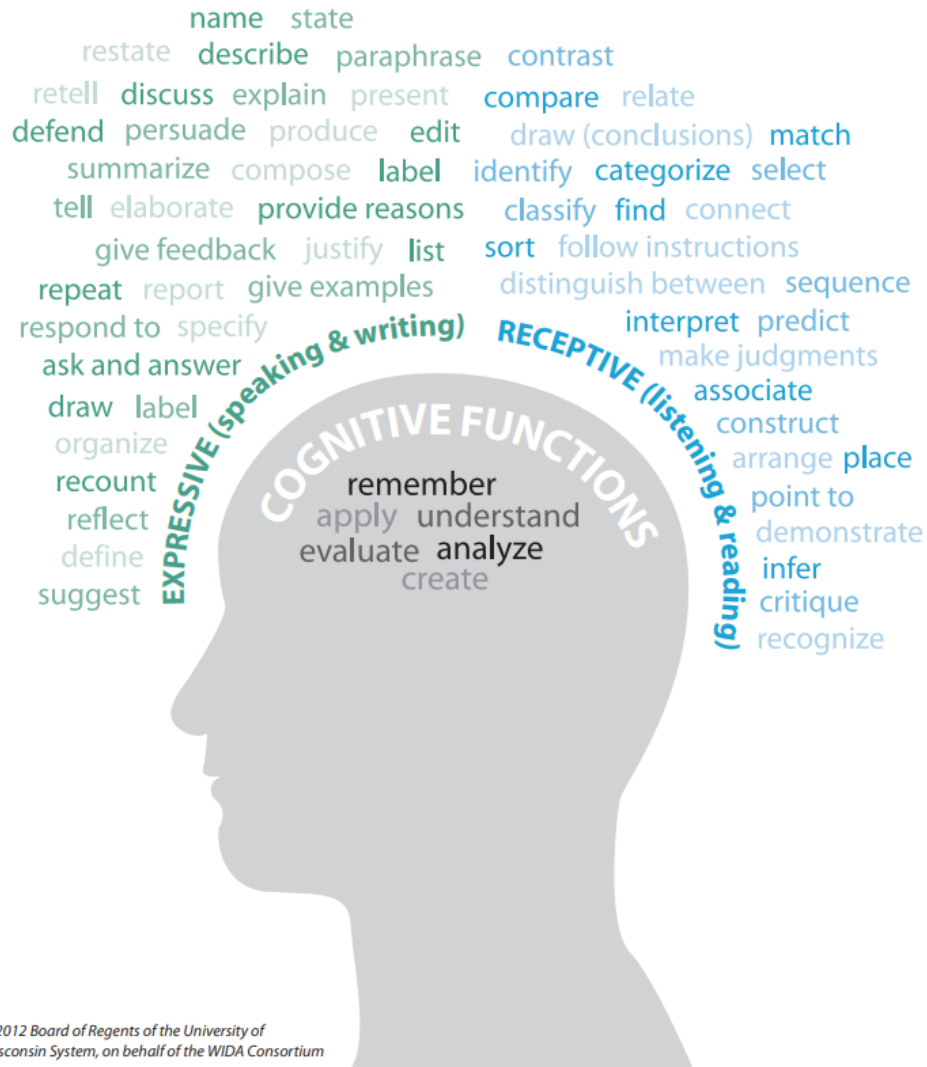 name state
restate describe paraphrase contrast
retell discuss explain present compare relate
defend persuade produce edit draw (conclusions) match
summarize compose label identify categorize select
tell elaborate provide reasons classify find connect
give feedback justify list sort follow instructions
repeat report give examples distinguish between sequence
respond to specify interpret predict
ask and answer make judgments
draw label associate
organize construct
recount arrange place
reflect point to
define demonstrate
suggest infer
critique
recognize
EXPRESSIVE (speaking & writing)
RECEPTIVE (listening & reading)
COGNITIVE FUNCTIONS
remember
apply understand
evaluate analyze
create
2012 Board of Regents of the University of
sconsin System, on behalf of the WIDA Consortium